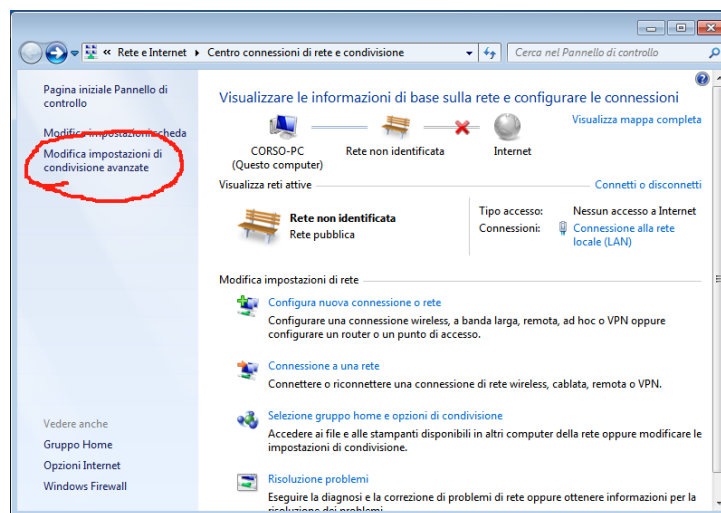 « Rete e Internet ▸ Centro connessioni di rete e condivisione
Cerca nel Pannello di controllo
Pagina iniziale Pannello di
controllo
Modifica impostazioni scheda
Modifica impostazioni di
condivisione avanzate
Vedere anche
Gruppo Home
Opzioni Internet
Windows Firewall
Visualizzare le informazioni di base sulla rete e configurare le connessioni
Visualizza mappa completa
CORSO-PC
(Questo computer)
Rete non identificata
Internet
Visualizza reti attive
Connetti o disconnetti
Rete non identificata
Rete pubblica
Tipo accesso: Nessun accesso a Internet
Connessioni: Connessione alla rete
locale (LAN)
Modifica impostazioni di rete
Configura nuova connessione o rete
Configurare una connessione wireless, a banda larga, remota, ad hoc o VPN oppure
configurare un router o un punto di accesso.
Connessione a una rete
Connettere o riconnettere una connessione di rete wireless, cablata, remota o VPN.
Selezione gruppo home e opzioni di condivisione
Accedere ai file e alle stampanti disponibili in altri computer della rete oppure modificare le
impostazioni di condivisione.
Risoluzione problemi
Eseguire la diagnosi e la correzione di problemi di rete oppure ottenere informazioni per la
risoluzione dei problemi.